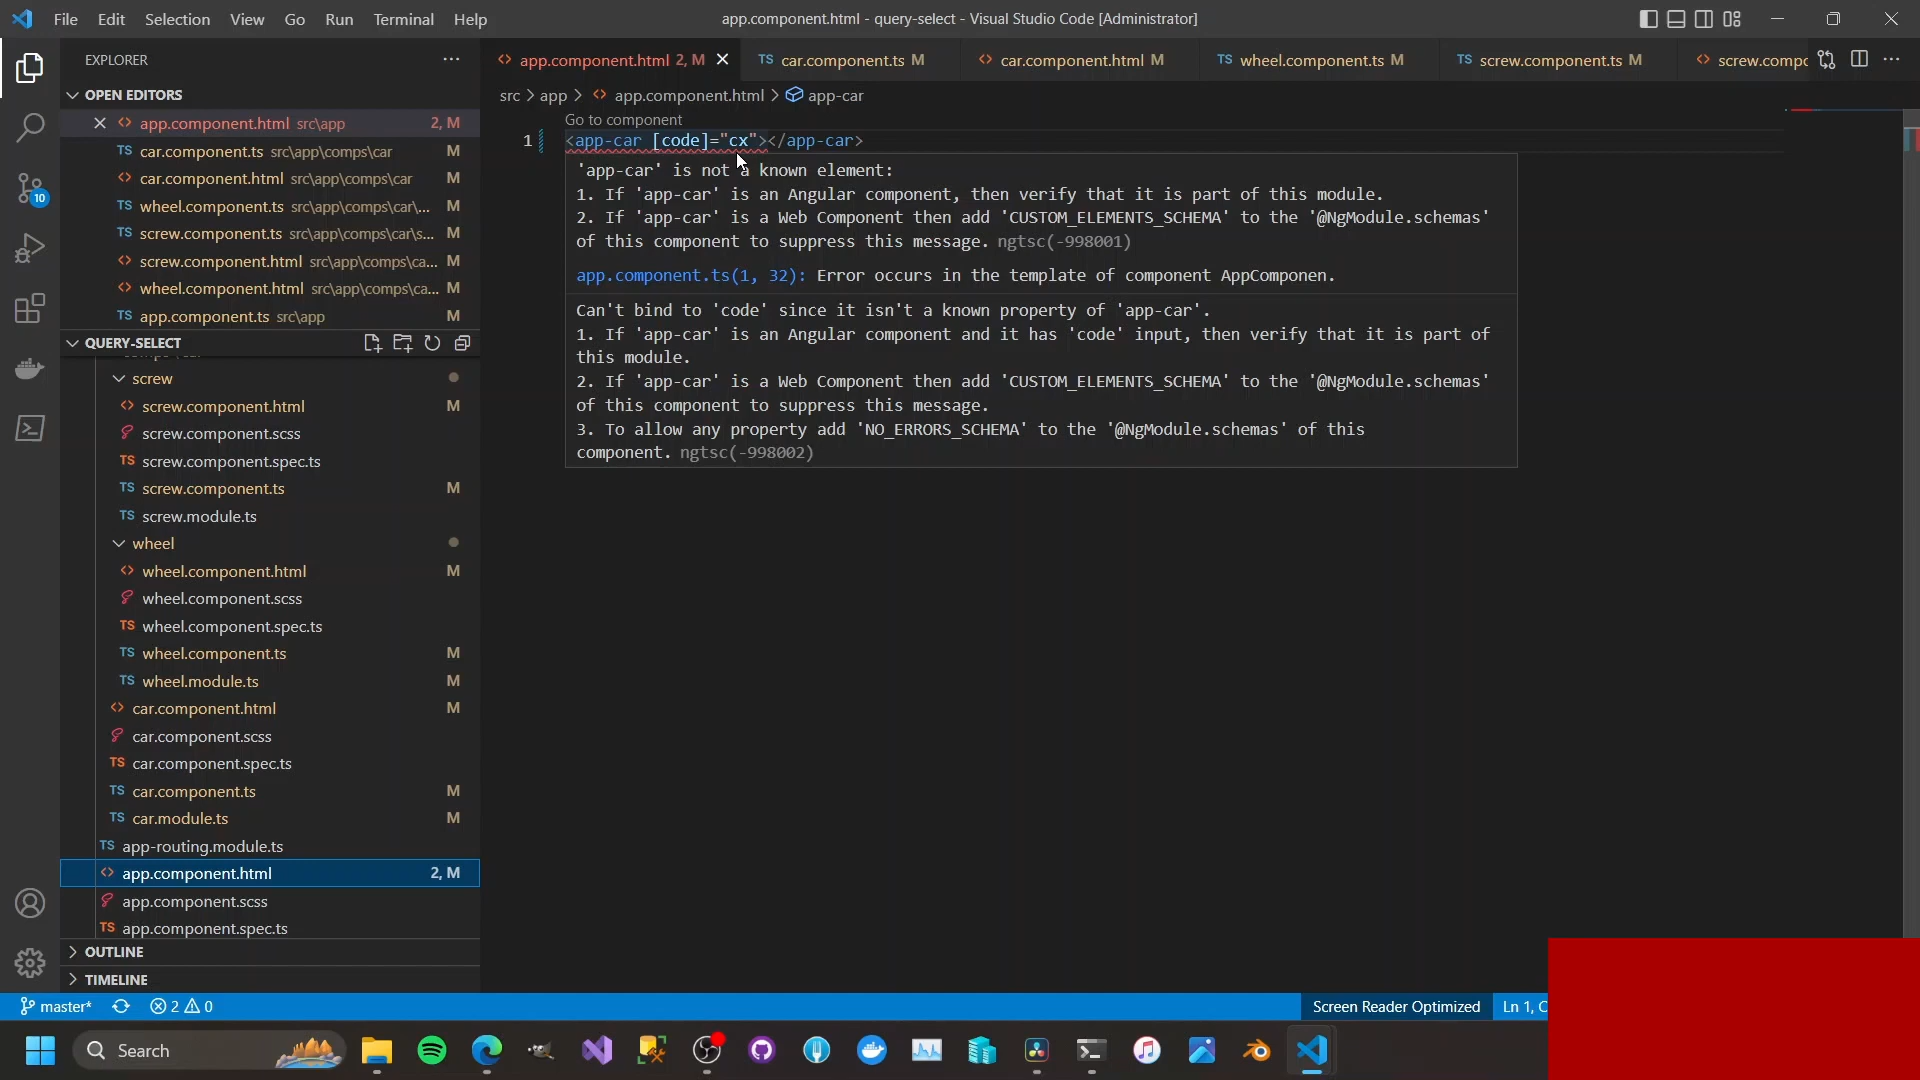 File Edit Selection View Go Run Terminal Help
app.component.html - query-select - Visual Studio Code [Administrator]
EXPLORER
OPEN EDITORS
app.component.html src\app 2, M
car.component.ts src\app\comps\car M
car.component.html src\app\comps\car M
wheel.component.ts src\app\comps\car\... M
screw.component.ts src\app\comps\car\s... M
screw.component.html src\app\comps\ca... M
wheel.component.html src\app\comps\ca... M
app.component.ts src\app M
QUERY-SELECT
screw
screw.component.html M
screw.component.scss
screw.component.spec.ts
screw.component.ts M
screw.module.ts
wheel
wheel.component.html M
wheel.component.scss
wheel.component.spec.ts
wheel.component.ts M
wheel.module.ts M
car.component.html M
car.component.scss
car.component.spec.ts
car.component.ts M
car.module.ts M
app-routing.module.ts
app.component.html 2, M
app.component.scss
app.component.spec.ts
OUTLINE
TIMELINE
10
app.component.html 2, M car.component.ts M car.component.html M wheel.component.ts M screw.component.ts M screw.compo
src > app > app.component.html > app-car
Go to component
1 <app-car [code]="cx"></app-car>
'app-car' is not a known element:
1. If 'app-car' is an Angular component, then verify that it is part of this module.
2. If 'app-car' is a Web Component then add 'CUSTOM_ELEMENTS_SCHEMA' to the '@NgModule.schemas'
of this component to suppress this message. ngtsc(-998001)
app.component.ts(1, 32): Error occurs in the template of component AppComponen.
Can't bind to 'code' since it isn't a known property of 'app-car'.
1. If 'app-car' is an Angular component and it has 'code' input, then verify that it is part of
this module.
2. If 'app-car' is a Web Component then add 'CUSTOM_ELEMENTS_SCHEMA' to the '@NgModule.schemas'
of this component to suppress this message.
3. To allow any property add 'NO_ERRORS_SCHEMA' to the '@NgModule.schemas' of this
component. ngtsc(-998002)
master* 2 0
Screen Reader Optimized Ln 1, C
Search